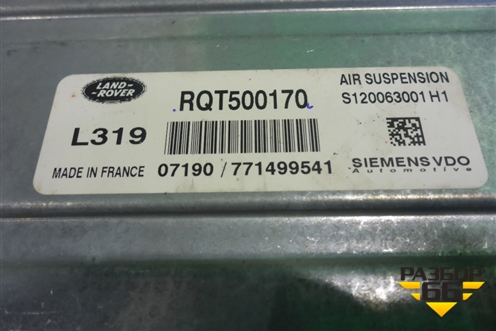 LAND-
-ROVER
RQT500170
AIR SUSPENSION
S120063001 H1
L319
MADE IN FRANCE
07190 / 771499541
SIEMENS VDO
Automotive
РАЗБОР
66